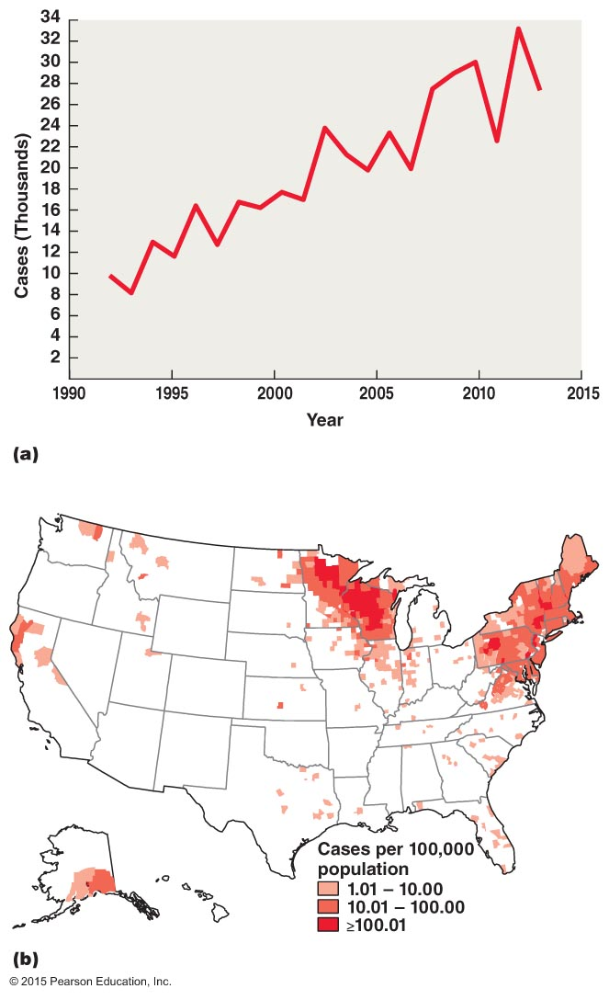 34
32
30
28
26
24
22
20
18
16
14
12
10
8
6
4
2
Cases (Thousands)
1990 1995 2000 2005 2010 2015
Year
(a)
Cases per 100,000
population
1.01 – 10.00
10.01 – 100.00
≥100.01
(b)
© 2015 Pearson Education, Inc.